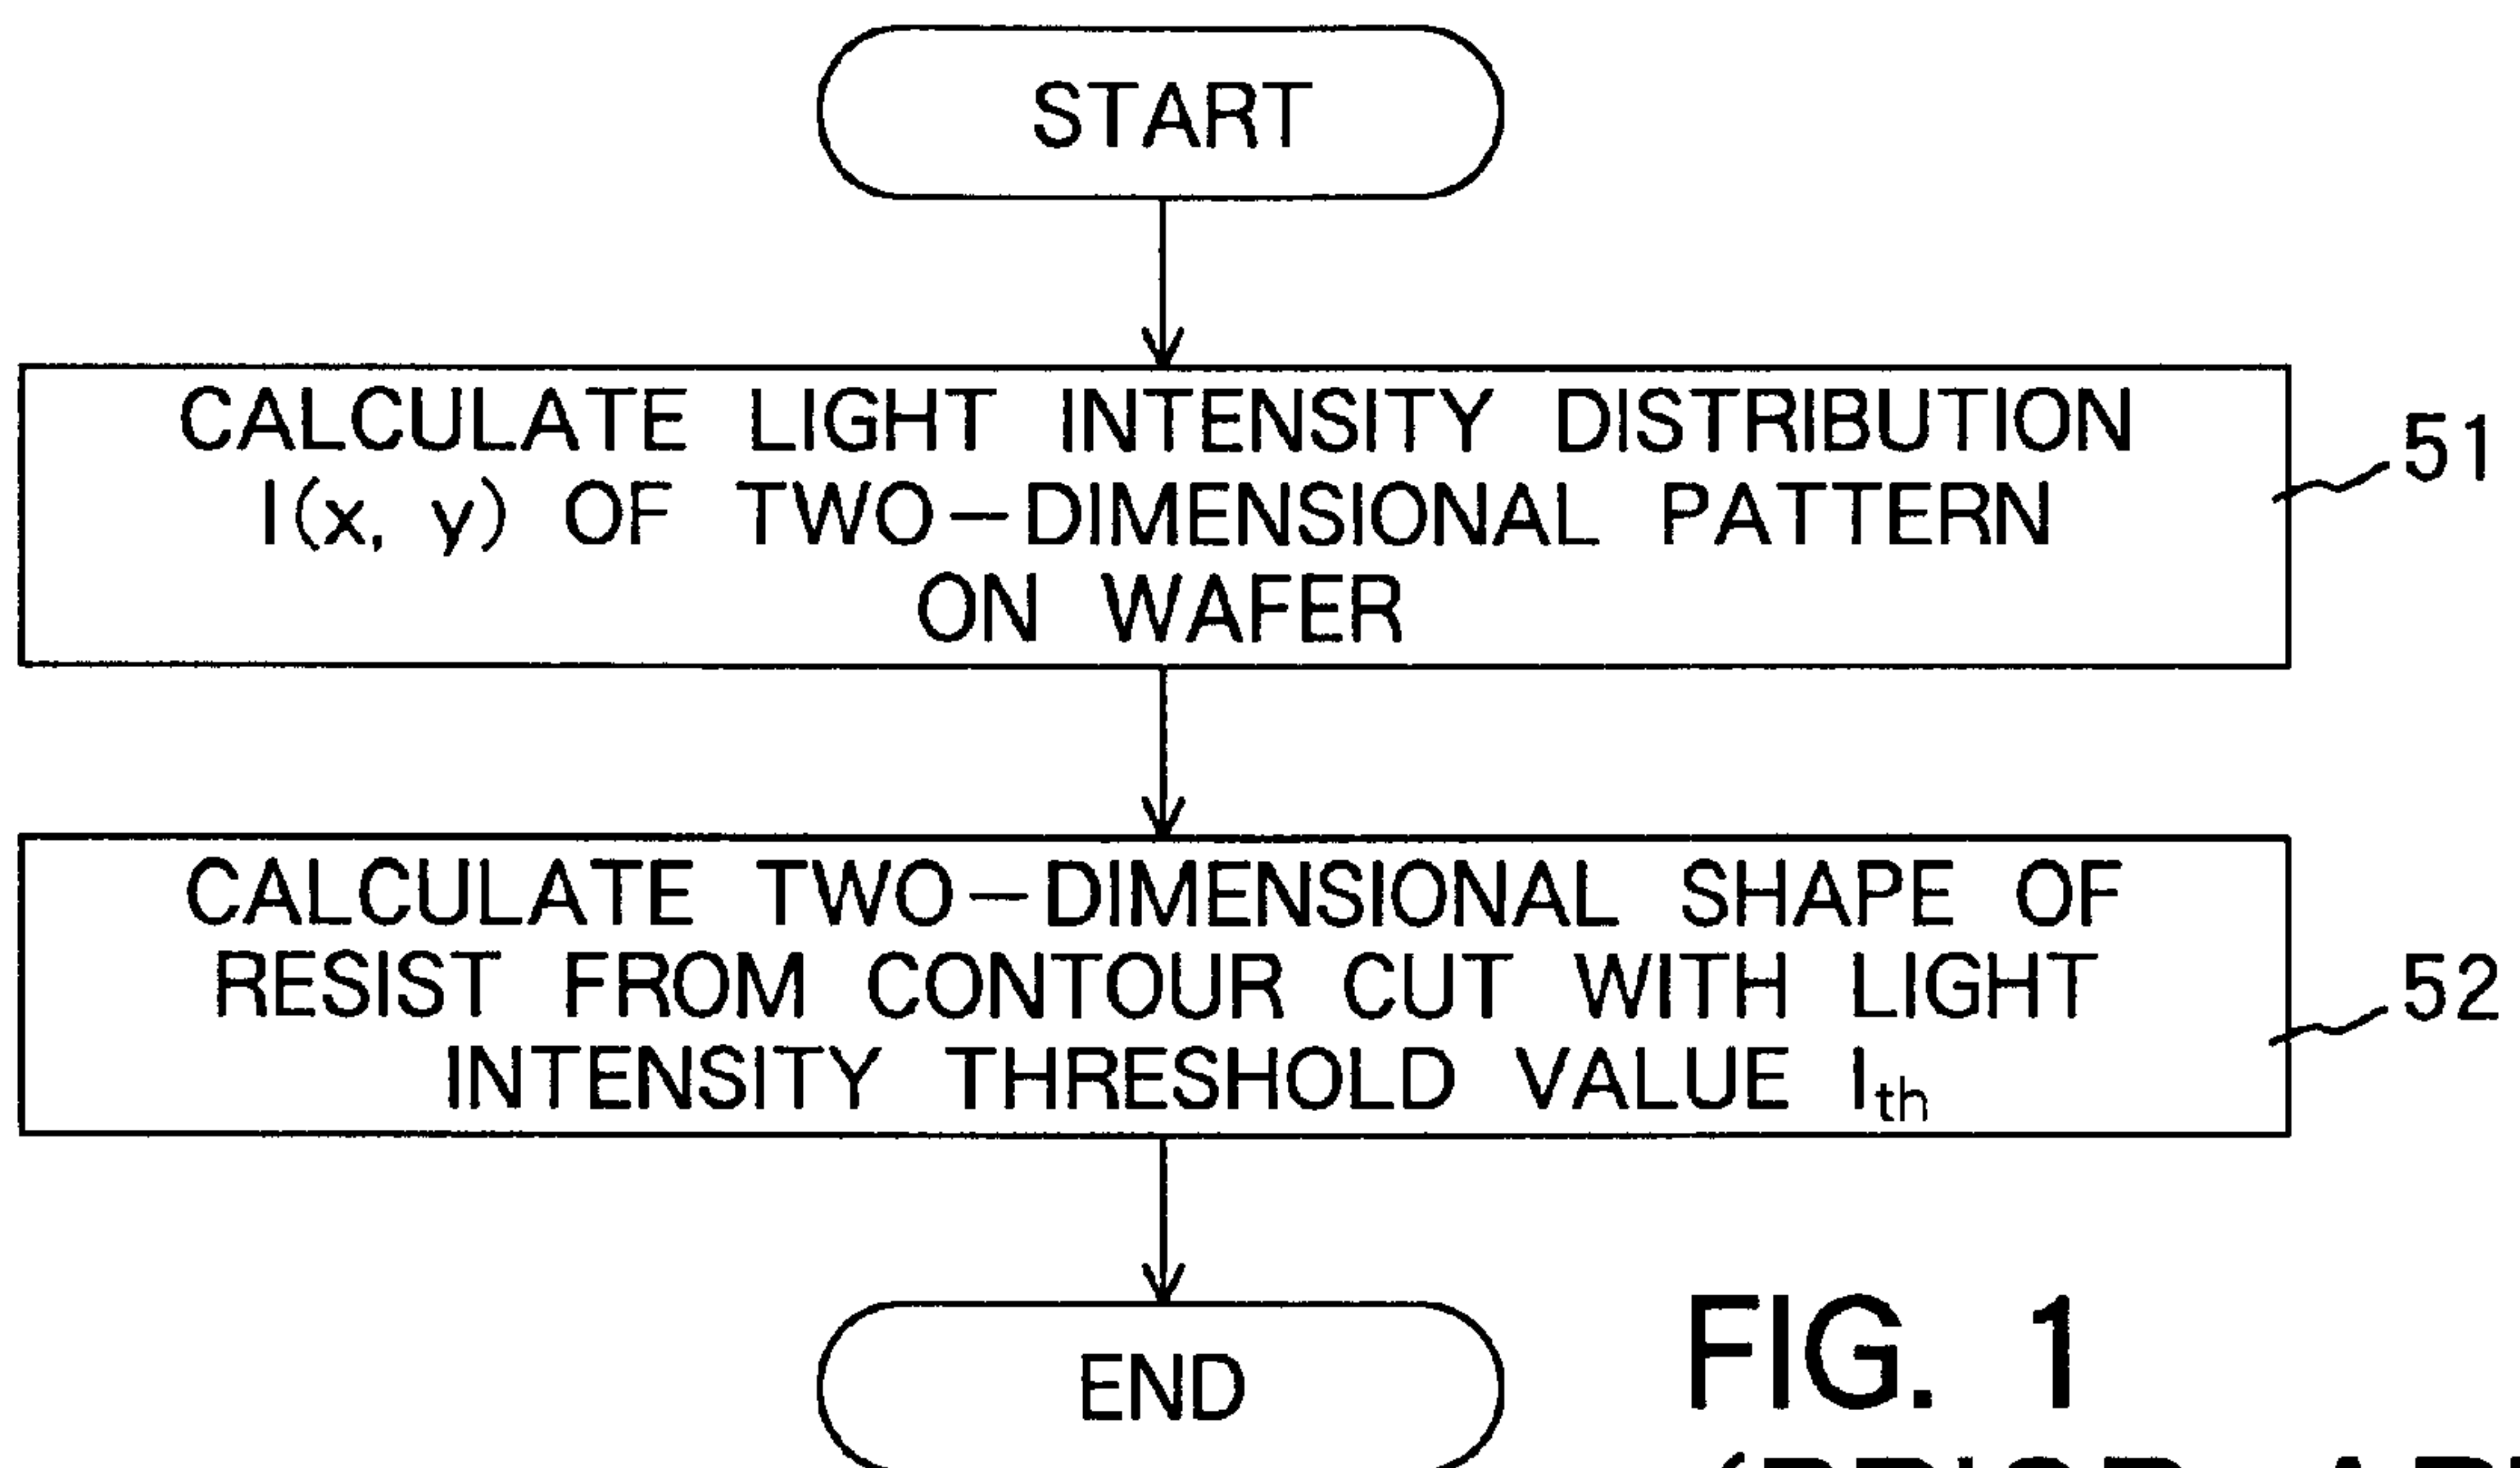 START
CALCULATE LIGHT INTENSITY DISTRIBUTION
I(x, y) OF TWO-DIMENSIONAL PATTERN
ON WAFER
51
CALCULATE TWO-DIMENSIONAL SHAPE OF
RESIST FROM CONTOUR CUT WITH LIGHT
INTENSITY THRESHOLD VALUE Ith
52
END
FIG. 1